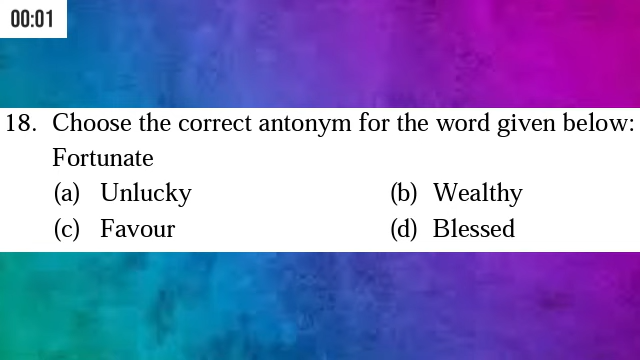 00:01
18. Choose the correct antonym for the word given below:
Fortunate
(a) Unlucky (b) Wealthy
(c) Favour (d) Blessed